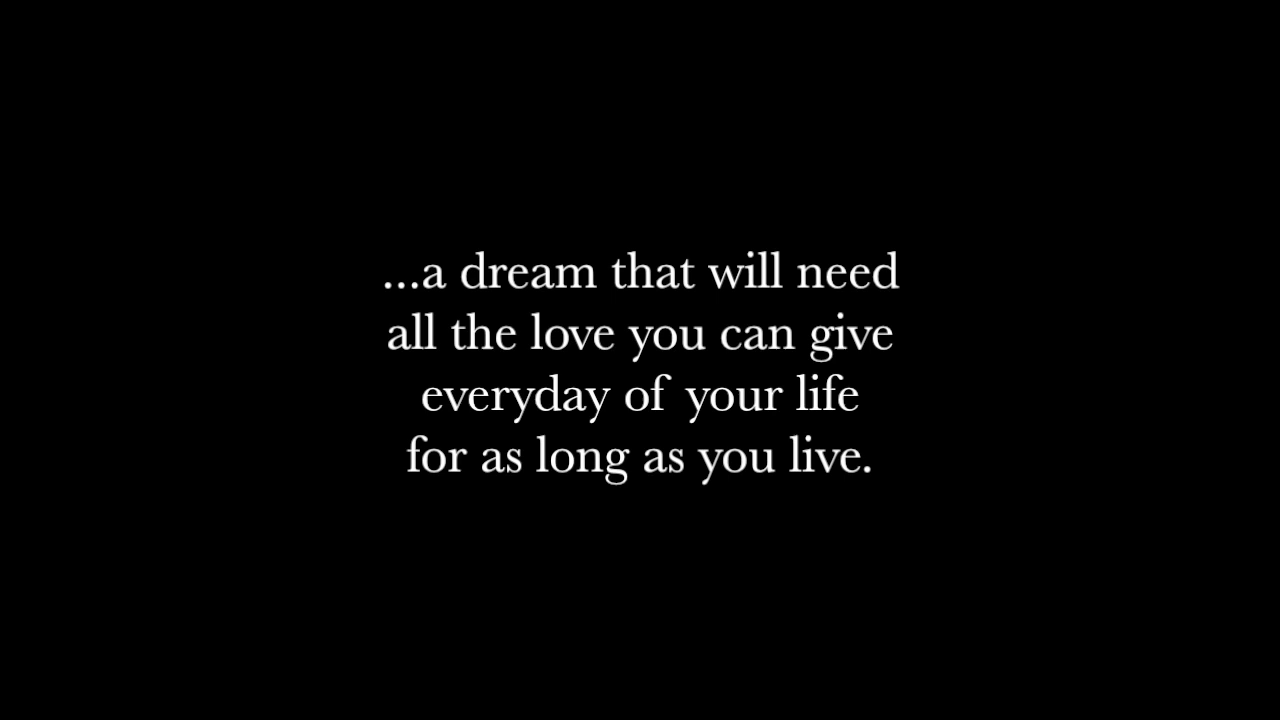 ...a dream that will need
all the love you can give
everyday of your life
for as long as you live.